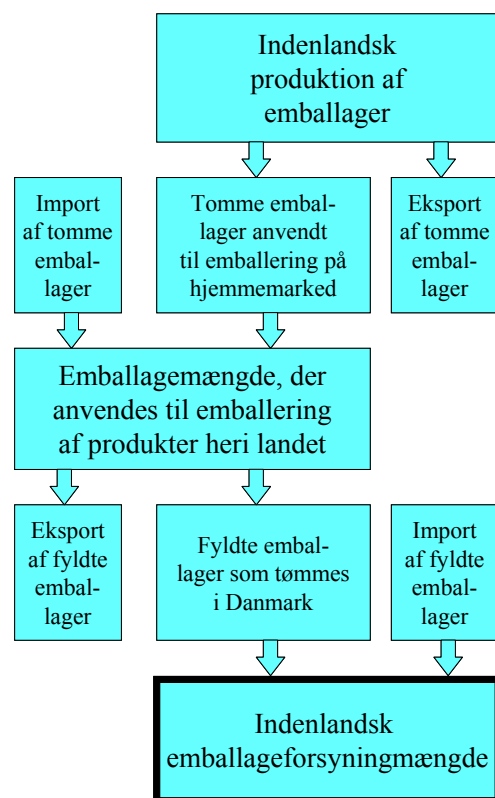 Indenlandsk
produktion af
emballager
Import
af tomme
embal-
lager
Tomme embal-
lager anvendt
til emballering på
hjemmemarked
Eksport
af tomme
embal-
lager
Emballagemængde, der
anvendes til emballering
af produkter heri landet
Eksport
af fyldte
embal-
lager
Fyldte embal-
lager som tømmes
i Danmark
Import
af fyldte
embal-
lager
Indenlandsk
emballageforsyningmængde